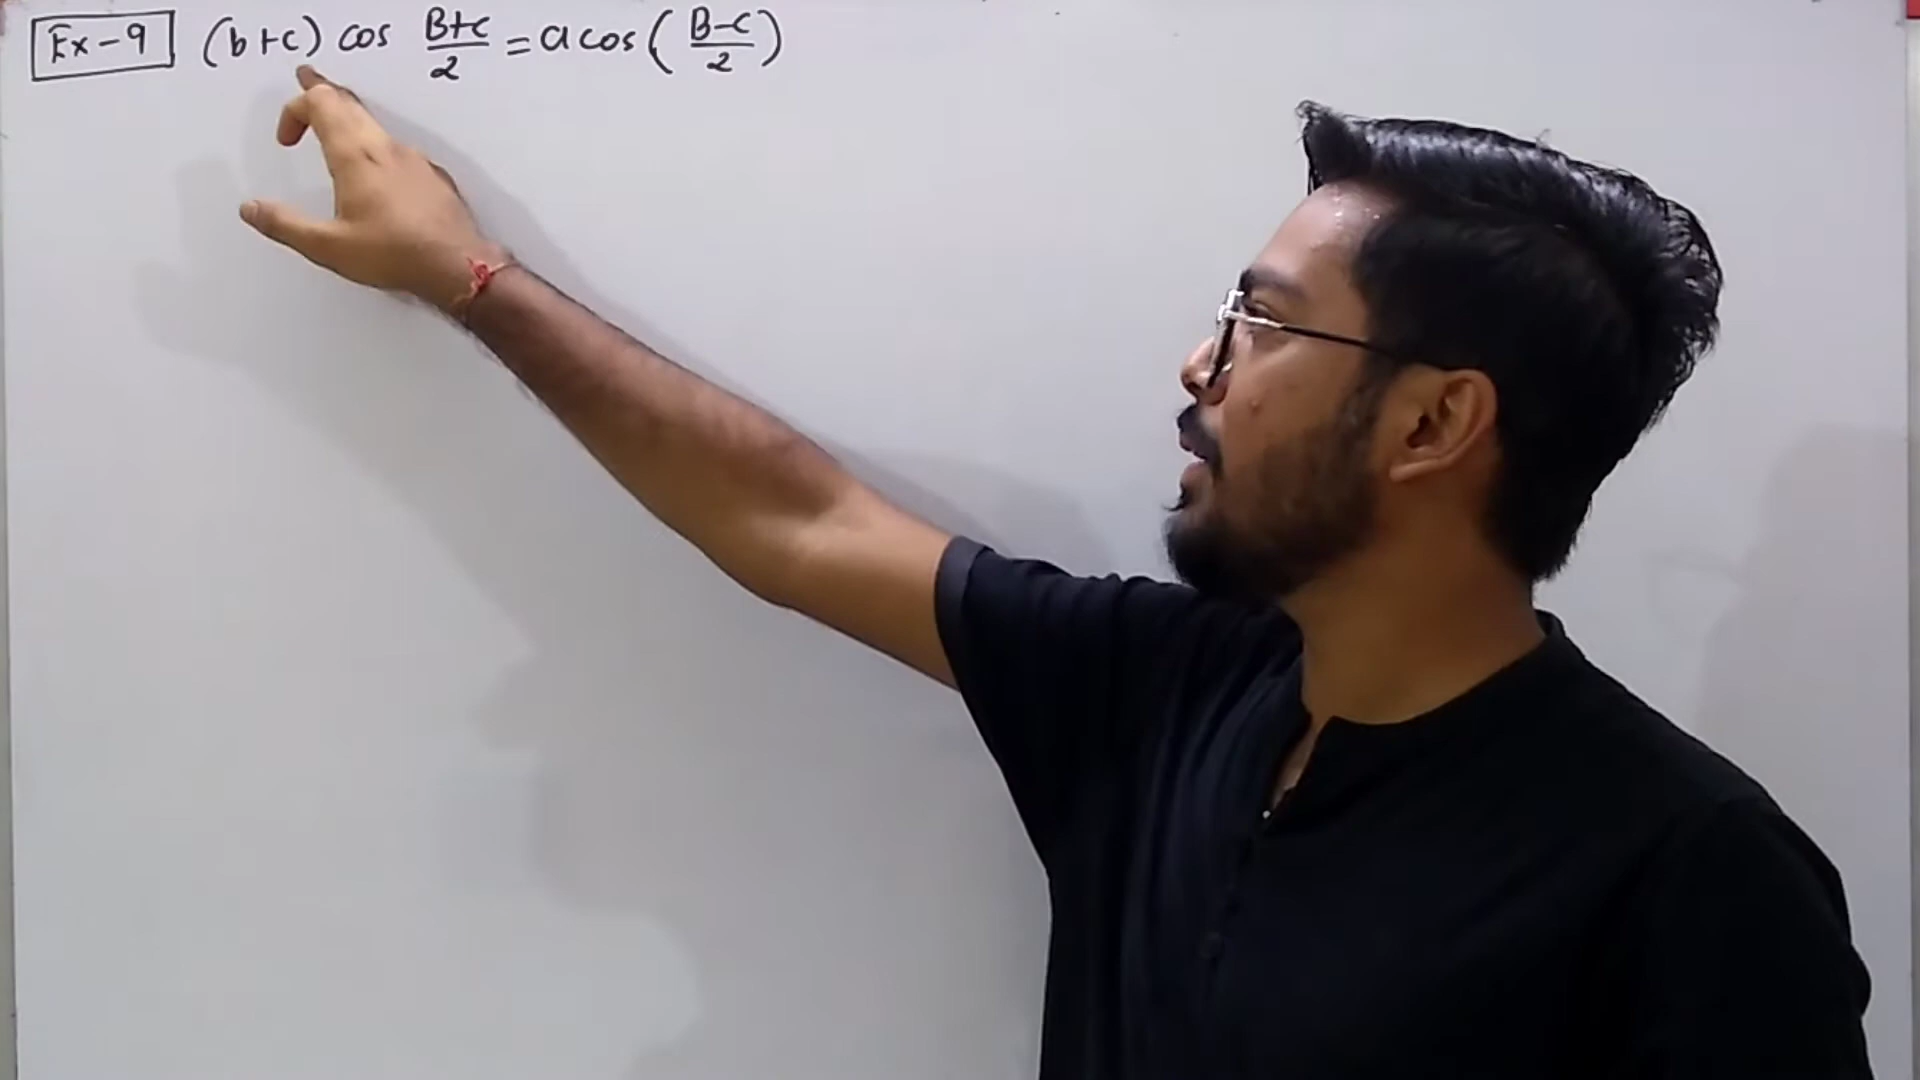 Ex-9 (b+c) cos B+C/2 = a cos (B-C/2)